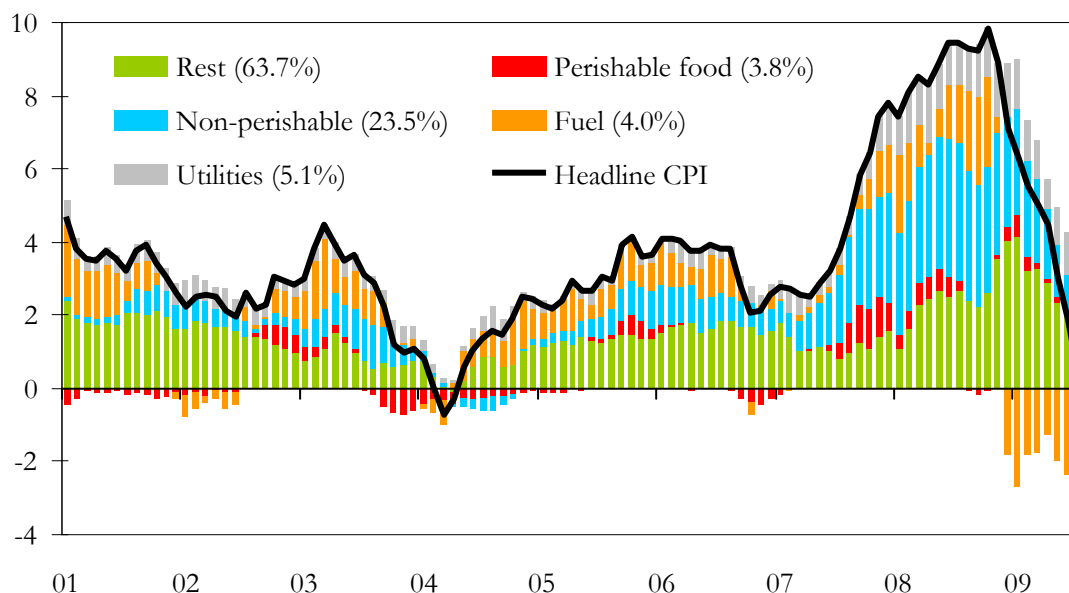 10
8
6
4
2
0
-2
-4
Rest (63.7%)
Perishable food (3.8%)
Non-perishable (23.5%)
Fuel (4.0%)
Utilities (5.1%)
Headline CPI
01 02 03 04 05 06 07 08 09